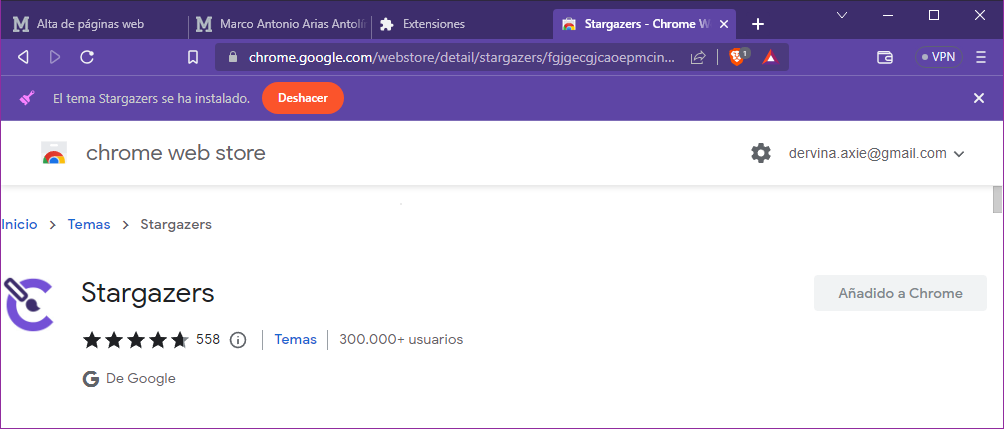 Alta de páginas web
Marco Antonio Arias Antolí
Extensiones
Stargazers - Chrome W
chrome.google.com/webstore/detail/stargazers/fgjgecgjcaoepmcin...
1
VPN
El tema Stargazers se ha instalado.
Deshacer
chrome web store
dervina.axie@gmail.com
Inicio
Temas
Stargazers
Stargazers
Añadido a Chrome
558
Temas
300.000+ usuarios
De Google